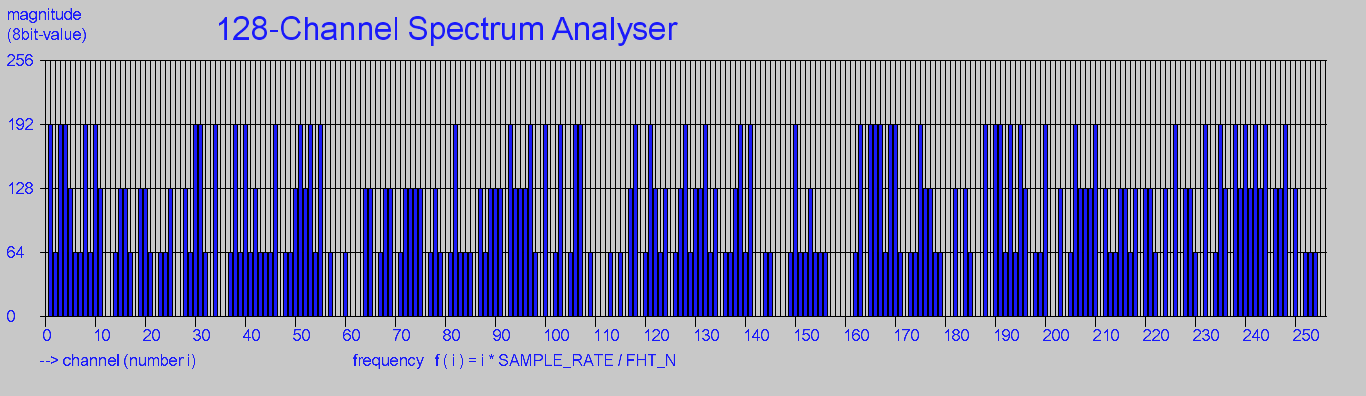 magnitude
(8bit-value)
128-Channel Spectrum Analyser
256
192
128
64
0
0 10 20 30 40 50 60 70 80 90 100 110 120 130 140 150 160 170 180 190 200 210 220 230 240 250
--> channel (number i) frequency f ( i ) = i * SAMPLE_RATE / FHT_N